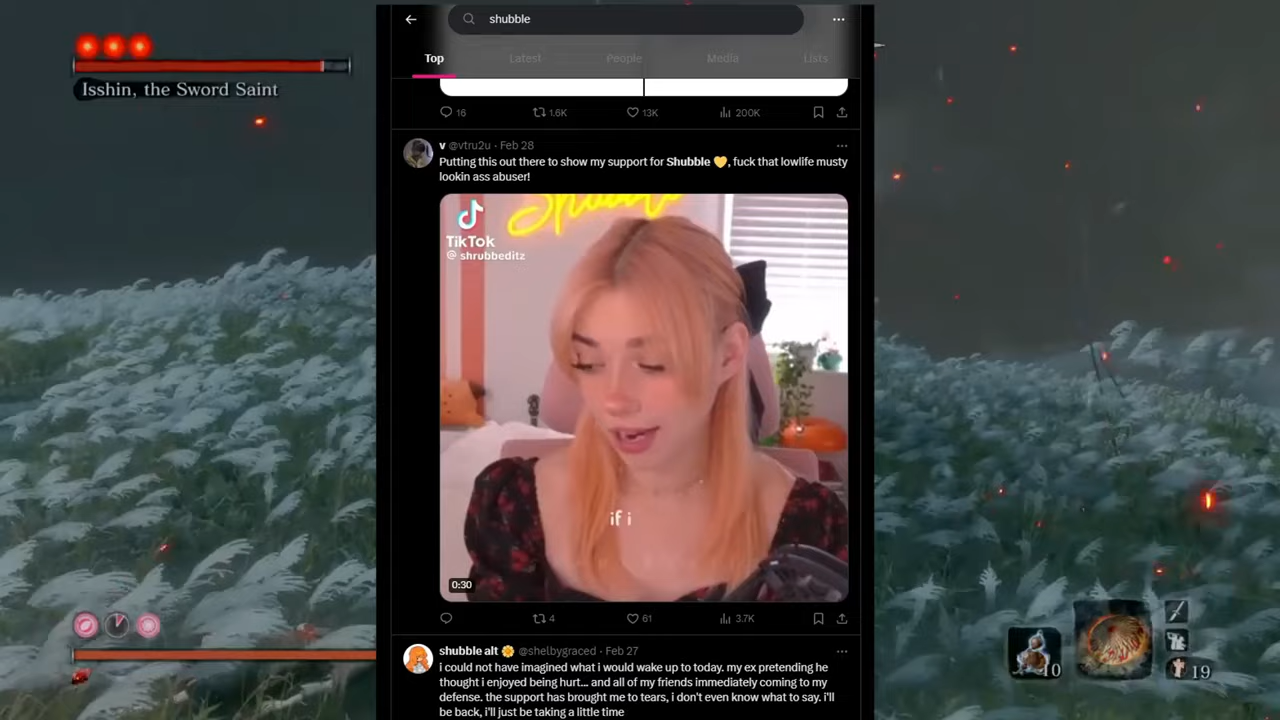 shubble
Isshin, the Sword Saint
Top
Latest
People
Media
Lists
16
1.6K
13K
200K
v @vtru2u · Feb 28
Putting this out there to show my support for Shubble 💛, fuck that lowlife musty
lookin ass abuser!
Shubble
TikTok
@ shrubbeditz
if i
0:30
4
61
3.7K
shubble alt 🌼 @shelbygraced · Feb 27
i could not have imagined what i would wake up to today. my ex pretending he
thought i enjoyed being hurt... and all of my friends immediately coming to my
defense. the support has brought me to tears, i don't even know what to say. i'll
be back, i'll just be taking a little time
10
19